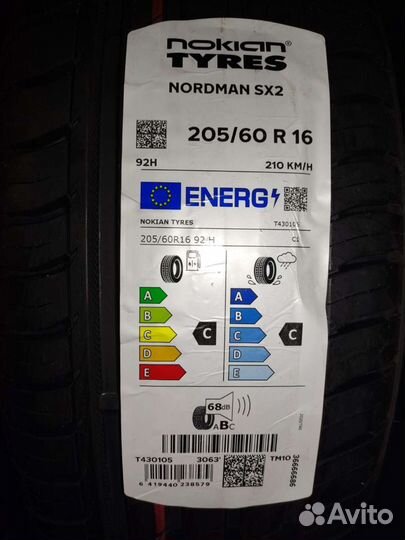 nokian®
TYRES
NORDMAN SX2
205/60 R 16
92H 210 KM/H
ENERG
NOKIAN TYRES T430105
205/60R16 92 H C1
A A
B B
C C C C
D D
E E
68dB
ABC
T430105 3063' TM10
6 419440 238579
36666686
Avito